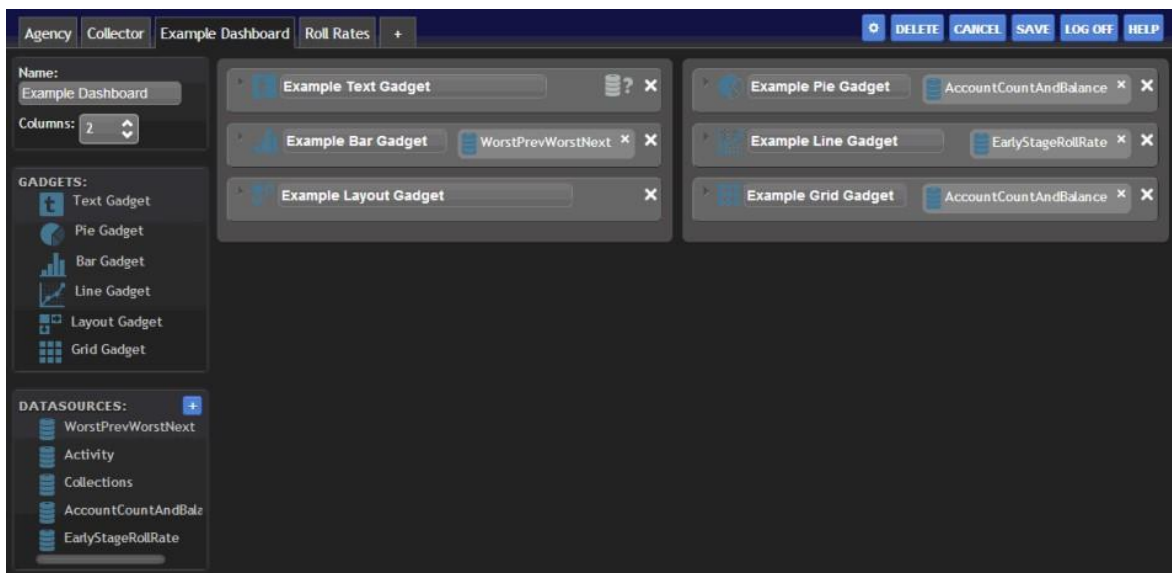 Agency Collector Example Dashboard Roll Rates + DELETE CANCEL SAVE LOG OFF HELP
Name:
Example Dashboard
Columns: 2
GADGETS:
t Text Gadget
Pie Gadget
Bar Gadget
Line Gadget
Layout Gadget
Grid Gadget
DATASOURCES: +
WorstPrevWorstNext
Activity
Collections
AccountCountAndBala
EarlyStageRollRate
Example Text Gadget ? ×
Example Bar Gadget WorstPrevWorstNext × ×
Example Layout Gadget ×
Example Pie Gadget AccountCountAndBalance × ×
Example Line Gadget EarlyStageRollRate × ×
Example Grid Gadget AccountCountAndBalance × ×